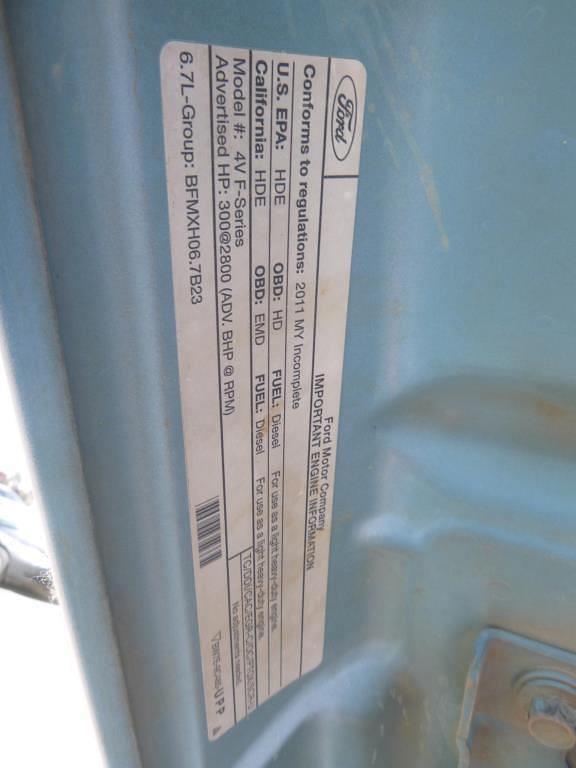 Ford
Ford Motor Company
IMPORTANT ENGINE INFORMATION
Conforms to regulations: 2011 MY Incomplete
U.S. EPA: HDE OBD: HD FUEL: Diesel For use as a light heavy-duty engine.
California: HDE OBD: EMD FUEL: Diesel For use as a light heavy-duty engine.
Model #: 4V F-Series No adjustments needed.
Advertised HP: 300@2800 (ADV. BHP @ RPM)
6.7L-Group: BFMXH06.7B23
UPP